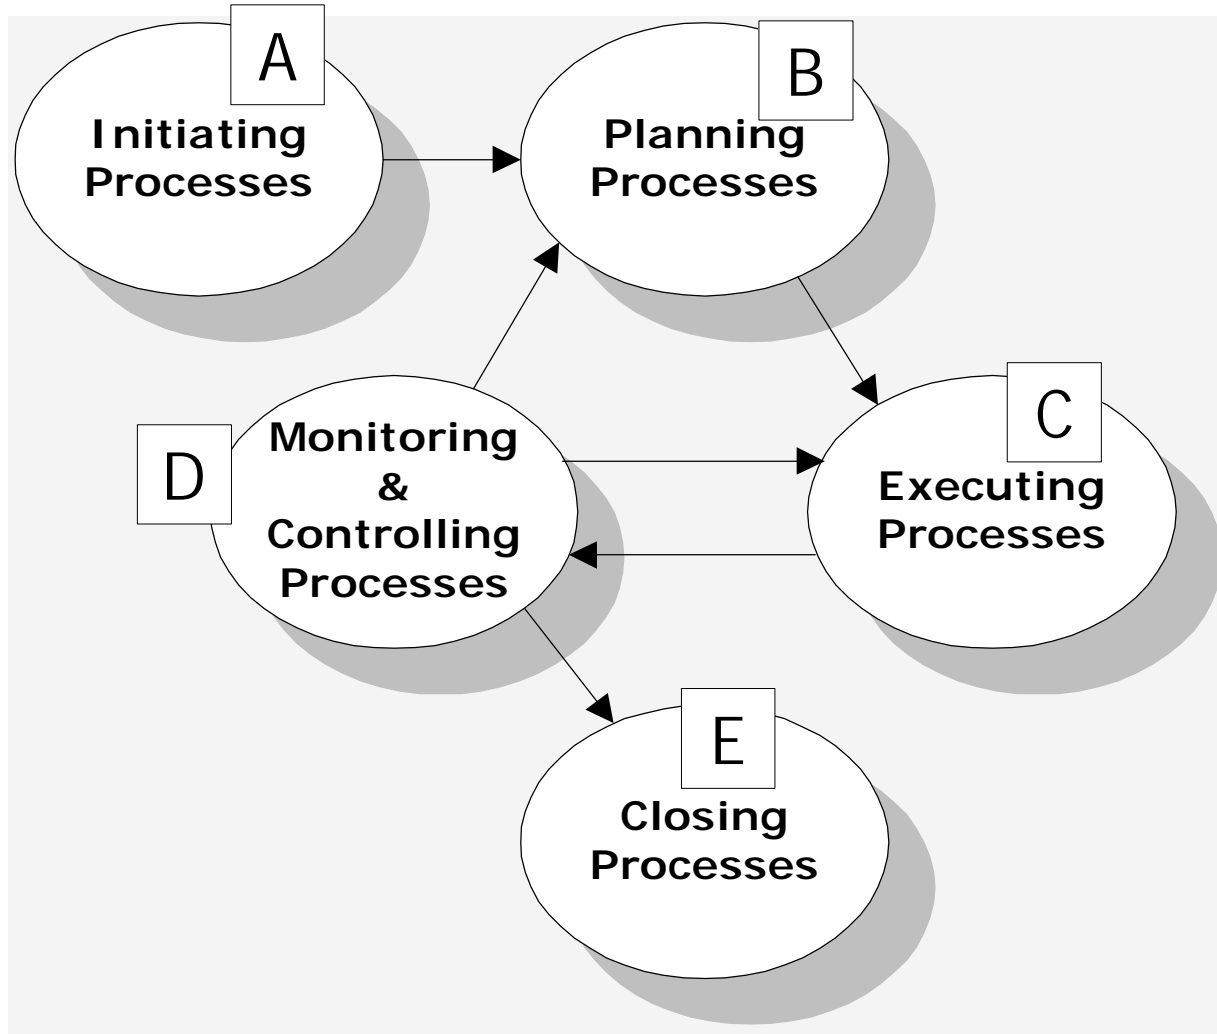 A
Initiating
Processes
B
Planning
Processes
C
Executing
Processes
D
Monitoring
&
Controlling
Processes
E
Closing
Processes